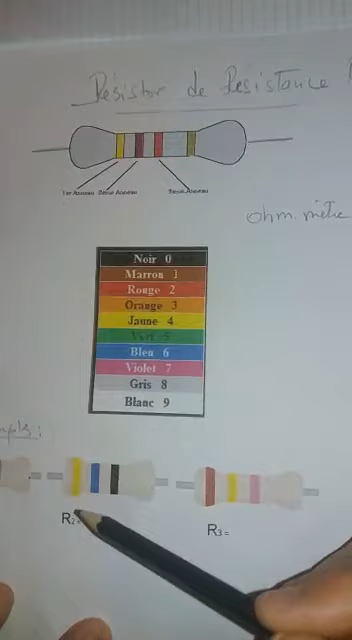 Résistor de Resistance
1er Anneau 2ème Anneau 3ème Anneau
ohm.mètre
Noir 0
Marron 1
Rouge 2
Orange 3
Jaune 4
Vert 5
Bleu 6
Violet 7
Gris 8
Blanc 9
R2=
R3=